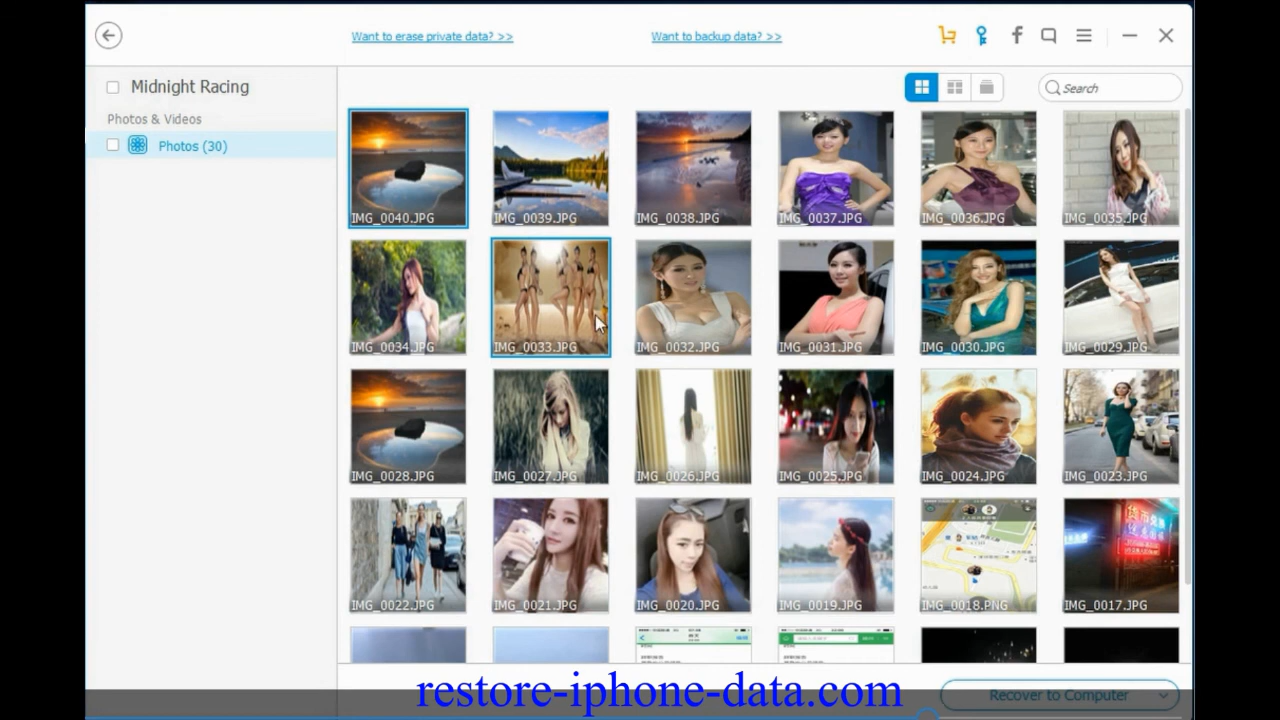 Want to erase private data? >>
Want to backup data? >>
Midnight Racing
Search
Photos & Videos
Photos (30)
IMG_0040.JPG
IMG_0039.JPG
IMG_0038.JPG
IMG_0037.JPG
IMG_0036.JPG
IMG_0035.JPG
IMG_0034.JPG
IMG_0033.JPG
IMG_0032.JPG
IMG_0031.JPG
IMG_0030.JPG
IMG_0029.JPG
IMG_0028.JPG
IMG_0027.JPG
IMG_0026.JPG
IMG_0025.JPG
IMG_0024.JPG
IMG_0023.JPG
IMG_0022.JPG
IMG_0021.JPG
IMG_0020.JPG
IMG_0019.JPG
IMG_0018.PNG
IMG_0017.JPG
restore-iphone-data.com
Recover to Computer